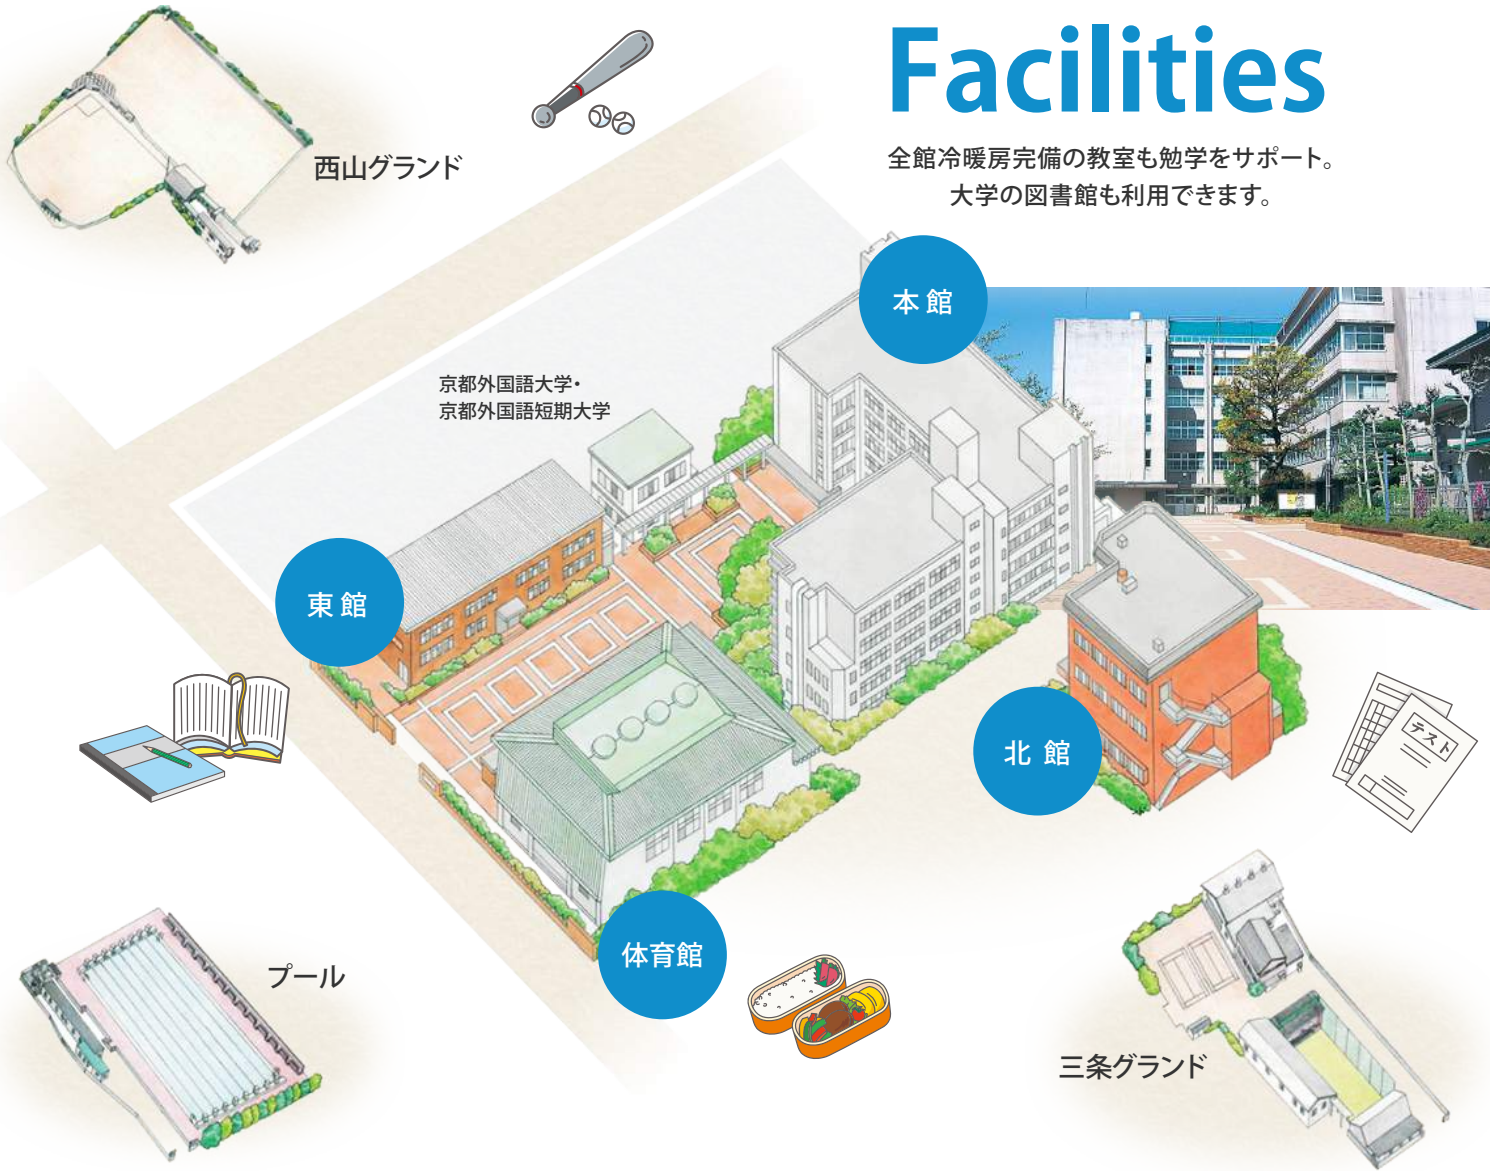 Facilities
全館冷暖房完備の教室も勉学をサポート。
大学の図書館も利用できます。
西山グランド
本館
京都外国語大学・
京都外国語短期大学
東館
北館
テスト
体育館
プール
三条グランド